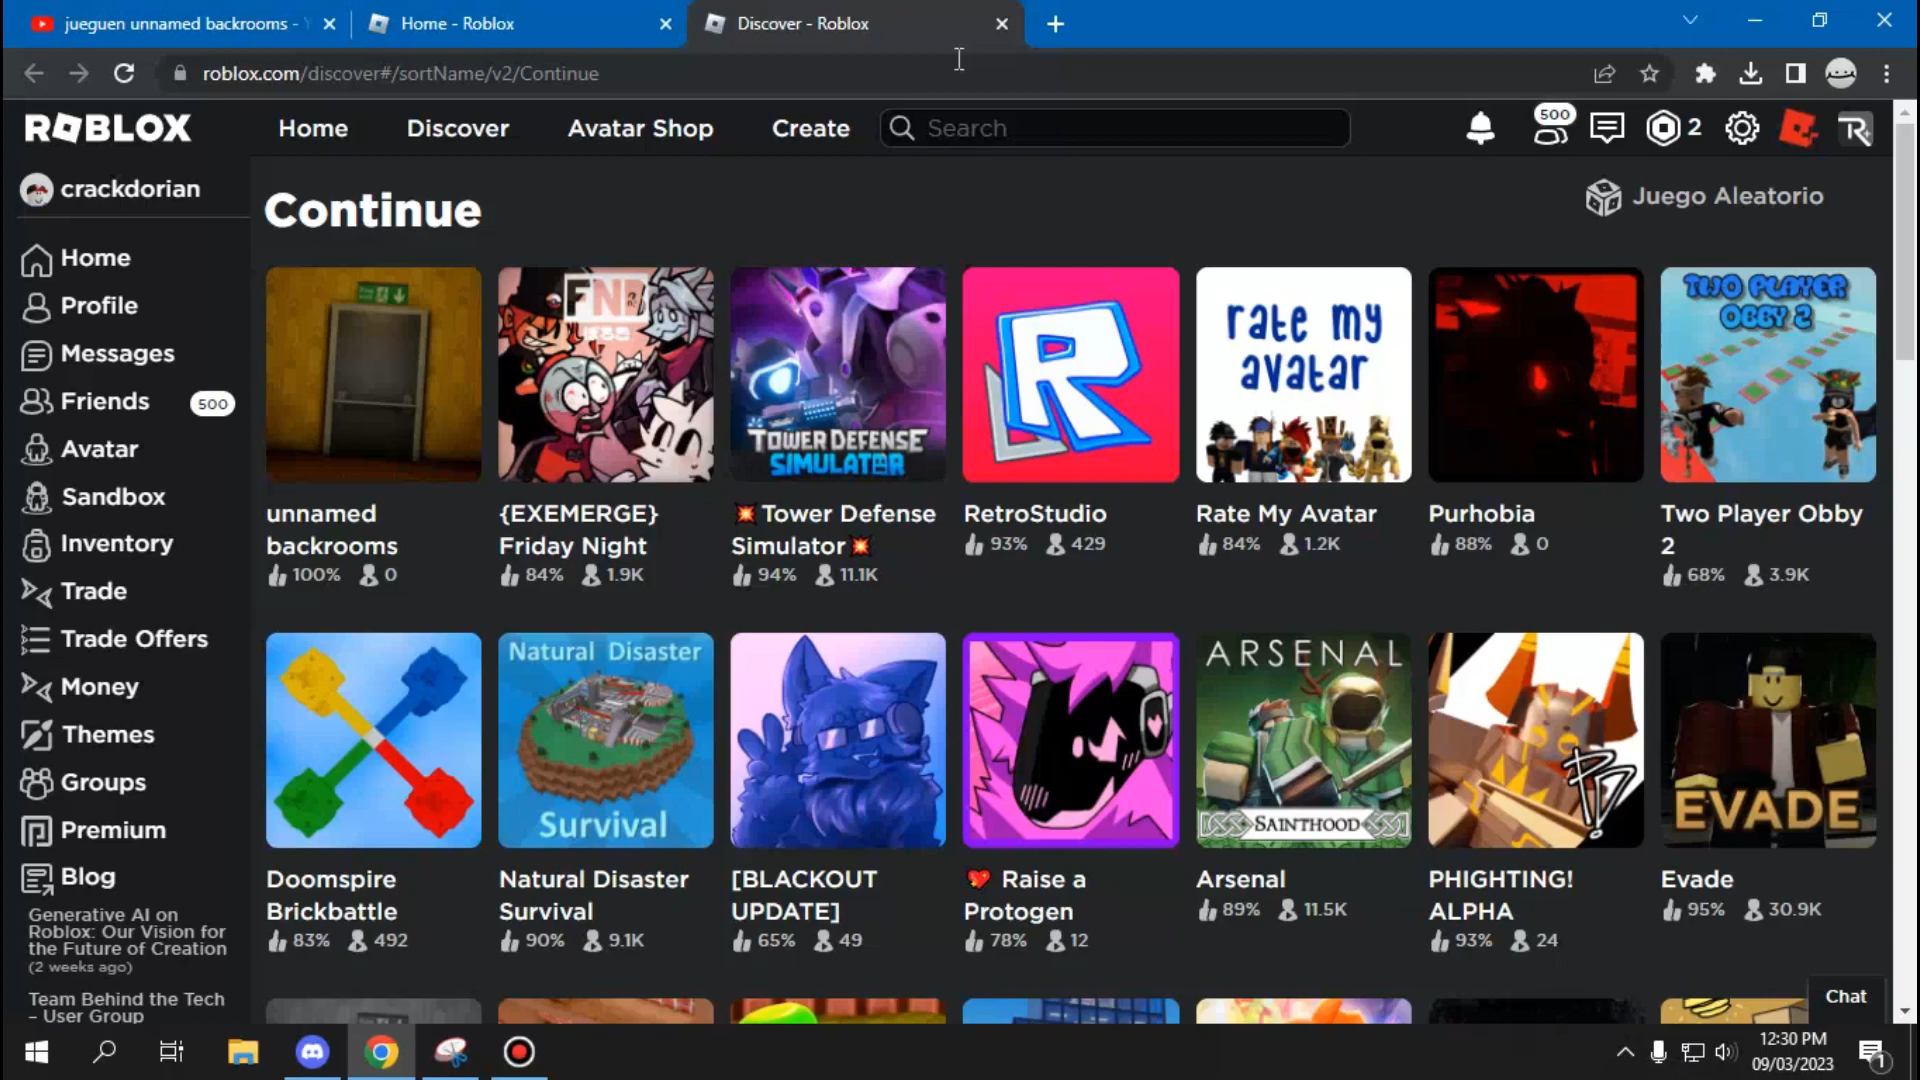 jueguen unnamed backrooms -
Home - Roblox
Discover - Roblox
roblox.com/discover#/sortName/v2/Continue
ROBLOX
Home
Discover
Avatar Shop
Create
Search
500
2
crackdorian
Home
Profile
Messages
Friends
500
Avatar
Sandbox
Inventory
Trade
Trade Offers
Money
Themes
Groups
Premium
Blog
Generative AI on
Roblox: Our Vision for
the Future of Creation
(2 weeks ago)
Team Behind the Tech
- User Group
Continue
Juego Aleatorio
FNB
TOWER DEFENSE
SIMULATOR
R
rate my
avatar
TWO PLAYER
OBBY 2
unnamed
backrooms
100% 0
{EXEMERGE}
Friday Night
84% 1.9K
💥Tower Defense
Simulator💥
94% 11.1K
RetroStudio
93% 429
Rate My Avatar
84% 1.2K
Purhobia
88% 0
Two Player Obby
2
68% 3.9K
Natural Disaster
Survival
ARSENAL
SAINTHOOD
EVADE
Doomspire
Brickbattle
83% 492
Natural Disaster
Survival
90% 9.1K
[BLACKOUT
UPDATE]
65% 49
💖 Raise a
Protogen
78% 12
Arsenal
89% 11.5K
PHIGHTING!
ALPHA
93% 24
Evade
95% 30.9K
Chat
12:30 PM
09/03/2023
1